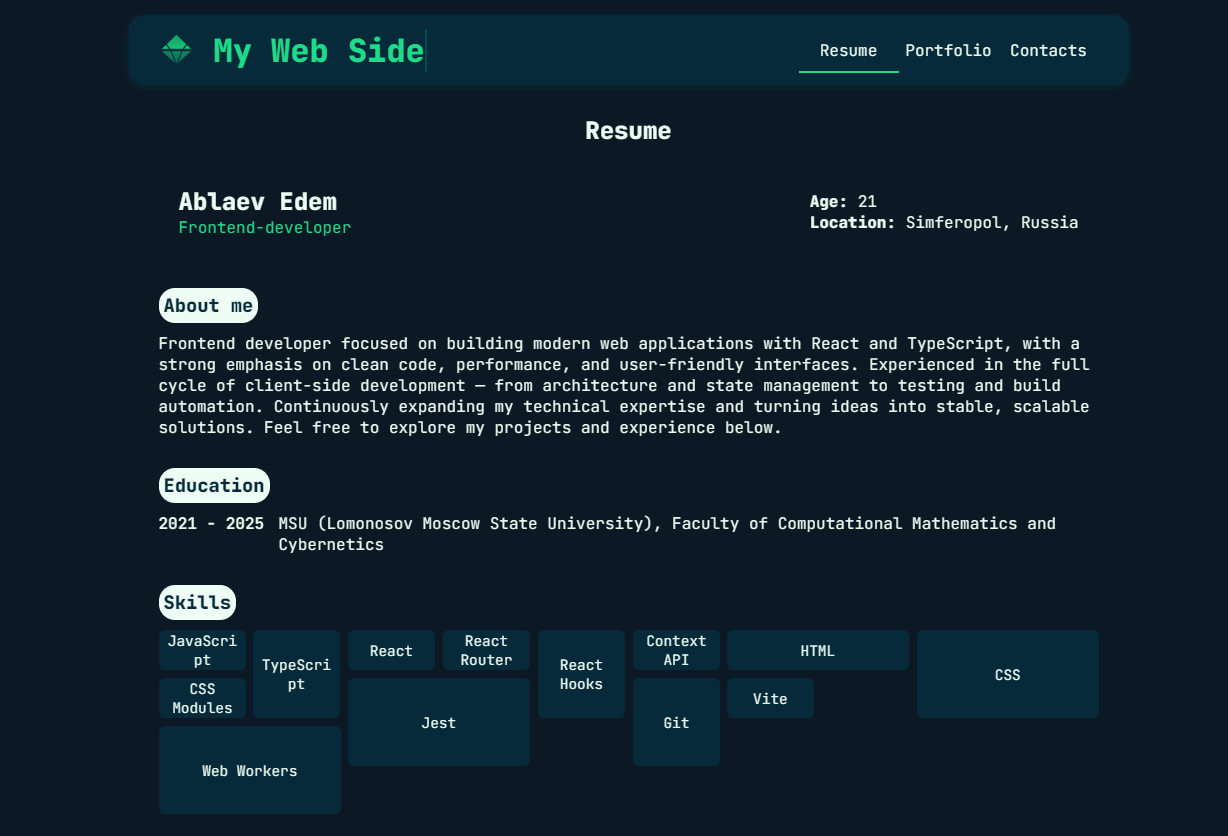 My Web Side
Resume Portfolio Contacts
Resume
Ablaev Edem
Frontend-developer
Age: 21
Location: Simferopol, Russia
About me
Frontend developer focused on building modern web applications with React and TypeScript, with a
strong emphasis on clean code, performance, and user-friendly interfaces. Experienced in the full
cycle of client-side development — from architecture and state management to testing and build
automation. Continuously expanding my technical expertise and turning ideas into stable, scalable
solutions. Feel free to explore my projects and experience below.
Education
2021 - 2025 MSU (Lomonosov Moscow State University), Faculty of Computational Mathematics and
Cybernetics
Skills
JavaScri
pt
TypeScri
pt
React
React
Router
React
Hooks
Context
API
HTML
CSS
CSS
Modules
Jest
Git
Vite
Web Workers